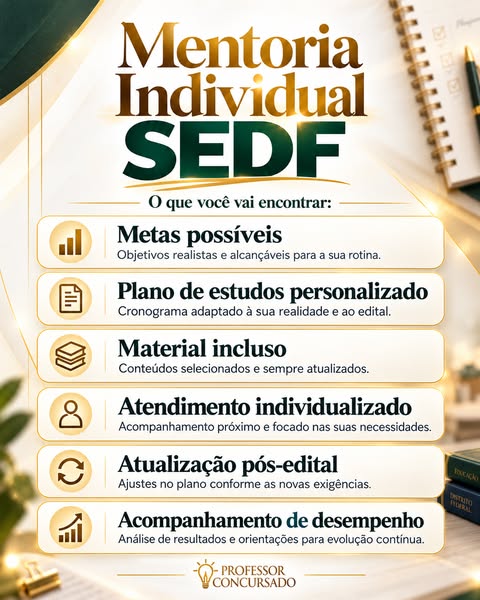 Mentoria
Individual
SEDF
O que você vai encontrar:
Metas possíveis
Objetivos realistas e alcançáveis para a sua rotina.
Plano de estudos personalizado
Cronograma adaptado à sua realidade e ao edital.
Material incluso
Conteúdos selecionados e sempre atualizados.
Atendimento individualizado
Acompanhamento próximo e focado nas suas necessidades.
Atualização pós-edital
Ajustes no plano conforme as novas exigências.
EDUCAÇÃO
DISTRITO
FEDERAL
Acompanhamento de desempenho
Análise de resultados e orientações para evolução contínua.
PROFESSOR
CONCURSADO